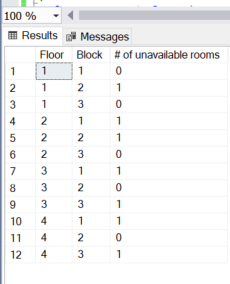 100 %
Results Messages
Floor Block # of unavailable rooms
1 1 1 0
2 1 2 1
3 1 3 0
4 2 1 1
5 2 2 1
6 2 3 0
7 3 1 1
8 3 2 0
9 3 3 1
10 4 1 1
11 4 2 0
12 4 3 1